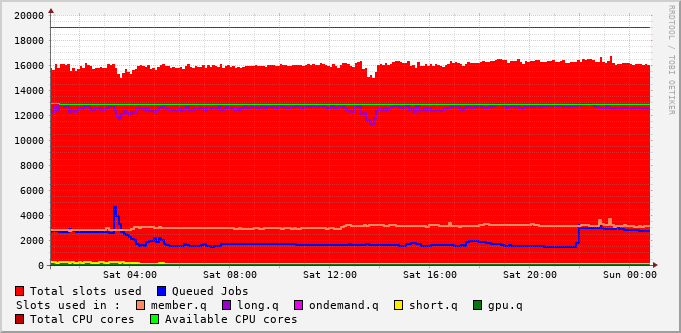 20000
18000
16000
14000
12000
10000
8000
6000
4000
2000
0
Sat 04:00 Sat 08:00 Sat 12:00 Sat 16:00 Sat 20:00 Sun 00:00
RRDTOOL / TOBI OETIKER
Total slots used Queued Jobs
Slots used in : member.q long.q ondemand.q short.q gpu.q
Total CPU cores Available CPU cores